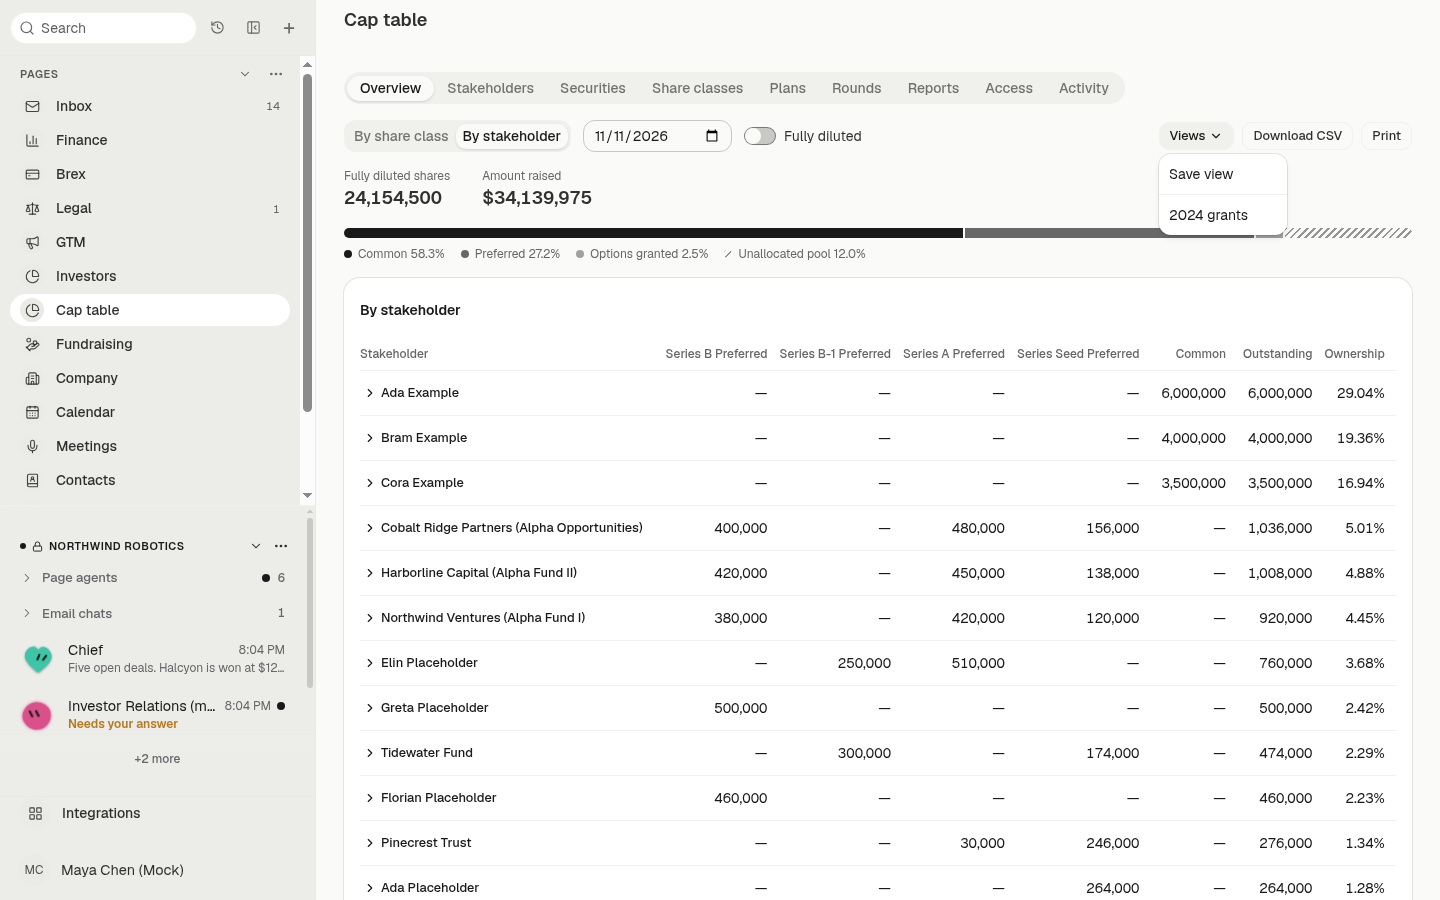 Search
PAGES
Inbox 14
Finance
Brex
Legal 1
GTM
Investors
Cap table
Fundraising
Company
Calendar
Meetings
Contacts
NORTHWIND ROBOTICS
Page agents 6
Email chats 1
Chief 8:04 PM
Five open deals. Halcyon is won at $12...
Investor Relations (m... 8:04 PM
Needs your answer
+2 more
Integrations
MC Maya Chen (Mock)
Cap table
Overview Stakeholders Securities Share classes Plans Rounds Reports Access Activity
By share class By stakeholder 11/11/2026 Fully diluted Views Download CSV Print
Save view
2024 grants
Fully diluted shares Amount raised
24,154,500 $34,139,975
Common 58.3% Preferred 27.2% Options granted 2.5% Unallocated pool 12.0%
By stakeholder
Stakeholder Series B Preferred Series B-1 Preferred Series A Preferred Series Seed Preferred Common Outstanding Ownership
Ada Example — — — — 6,000,000 6,000,000 29.04%
Bram Example — — — — 4,000,000 4,000,000 19.36%
Cora Example — — — — 3,500,000 3,500,000 16.94%
Cobalt Ridge Partners (Alpha Opportunities) 400,000 — 480,000 156,000 — 1,036,000 5.01%
Harborline Capital (Alpha Fund II) 420,000 — 450,000 138,000 — 1,008,000 4.88%
Northwind Ventures (Alpha Fund I) 380,000 — 420,000 120,000 — 920,000 4.45%
Elin Placeholder — 250,000 510,000 — — 760,000 3.68%
Greta Placeholder 500,000 — — — — 500,000 2.42%
Tidewater Fund — 300,000 — 174,000 — 474,000 2.29%
Florian Placeholder 460,000 — — — — 460,000 2.23%
Pinecrest Trust — — 30,000 246,000 — 276,000 1.34%
Ada Placeholder — — — 264,000 — 264,000 1.28%